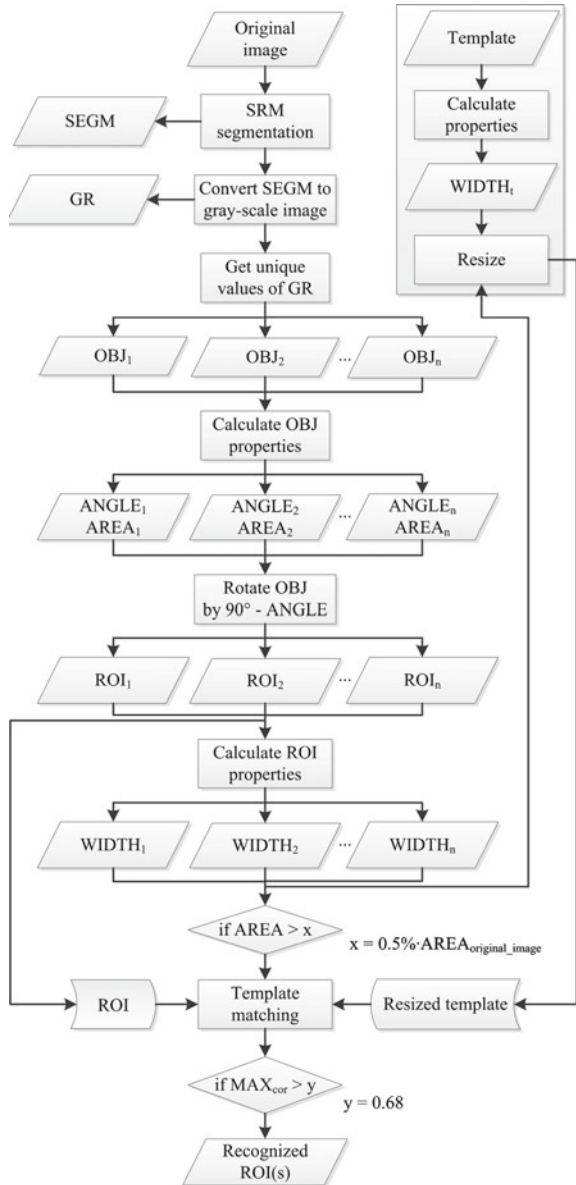 Original
image
Template
SEGM
SRM
segmentation
Calculate
properties
GR
Convert SEGM to
gray-scale image
WIDTHₜ
Get unique
values of GR
Resize
OBJ₁
OBJ₂
...
OBJₙ
Calculate OBJ
properties
ANGLE₁
AREA₁
ANGLE₂
AREA₂
...
ANGLEₙ
AREAₙ
Rotate OBJ
by 90° - ANGLE
ROI₁
ROI₂
...
ROIₙ
Calculate ROI
properties
WIDTH₁
WIDTH₂
...
WIDTHₙ
if AREA > x
x = 0.5%·AREAoriginal_image
ROI
Template
matching
Resized template
if MAXcor > y
y = 0.68
Recognized
ROI(s)